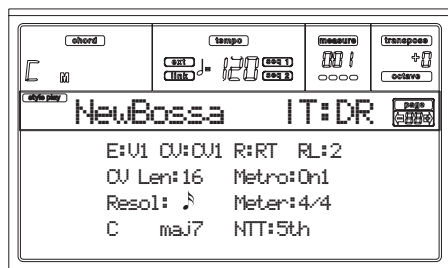 chord tempo measure transpose
C M ext link ♩= 120 seq 1 seq 2 001 +0 octave
style play NewBossa IT:DR page
E:V1 CV:CV1 R:RT RL:2
CV Len:16 Metro:On1
Resol: Meter:4/4
C maj7 NTT:5th